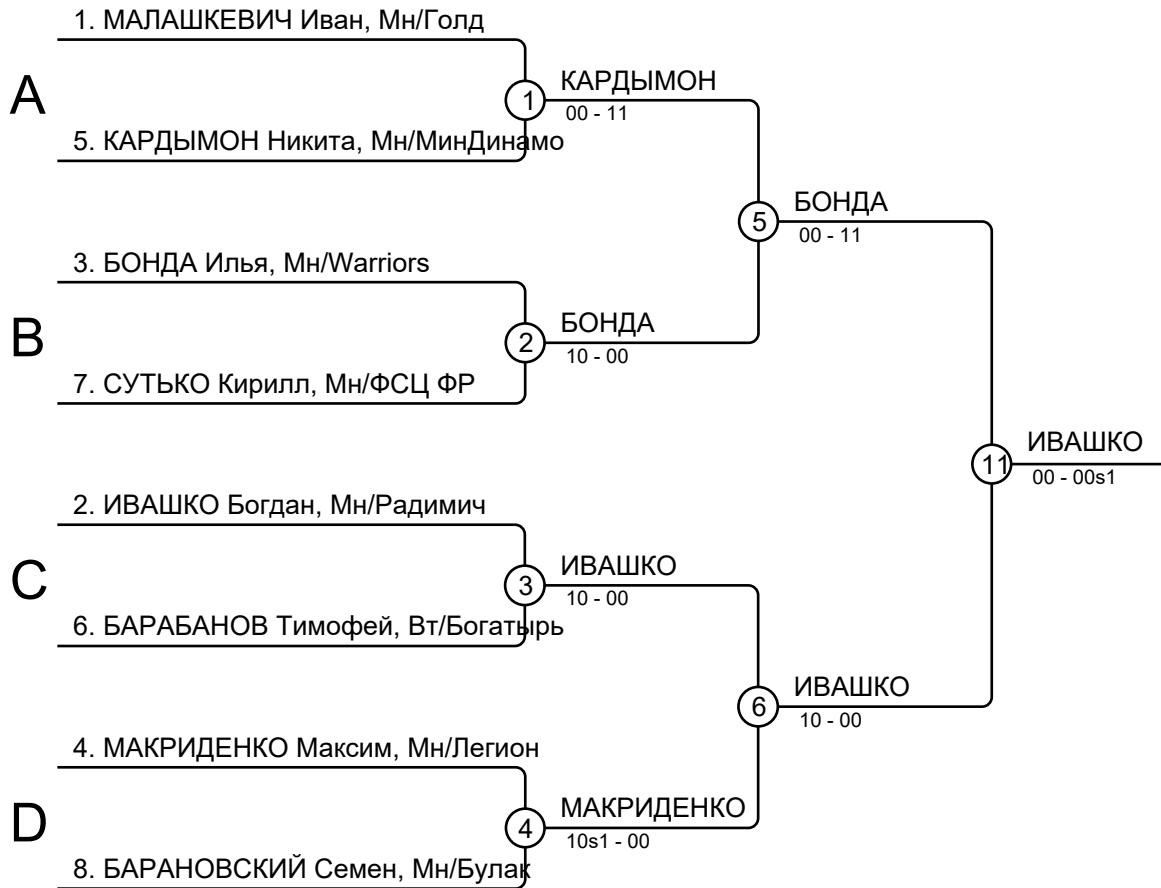 1. МАЛАШКЕВИЧ Иван, Мн/Голд
A
1
КАРДЫМОН
00 - 11
5. КАРДЫМОН Никита, Мн/МинДинамо
5
БОНДА
00 - 11
3. БОНДА Илья, Мн/Warriors
B
2
БОНДА
10 - 00
7. СУТЬКО Кирилл, Мн/ФСЦ ФР
11
ИВАШКО
00 - 00s1
2. ИВАШКО Богдан, Мн/Радимич
C
3
ИВАШКО
10 - 00
6. БАРАБАНОВ Тимофей, Вт/Богатырь
6
ИВАШКО
10 - 00
4. МАКРИДЕНКО Максим, Мн/Легион
D
4
МАКРИДЕНКО
10s1 - 00
8. БАРАНОВСКИЙ Семен, Мн/Булак